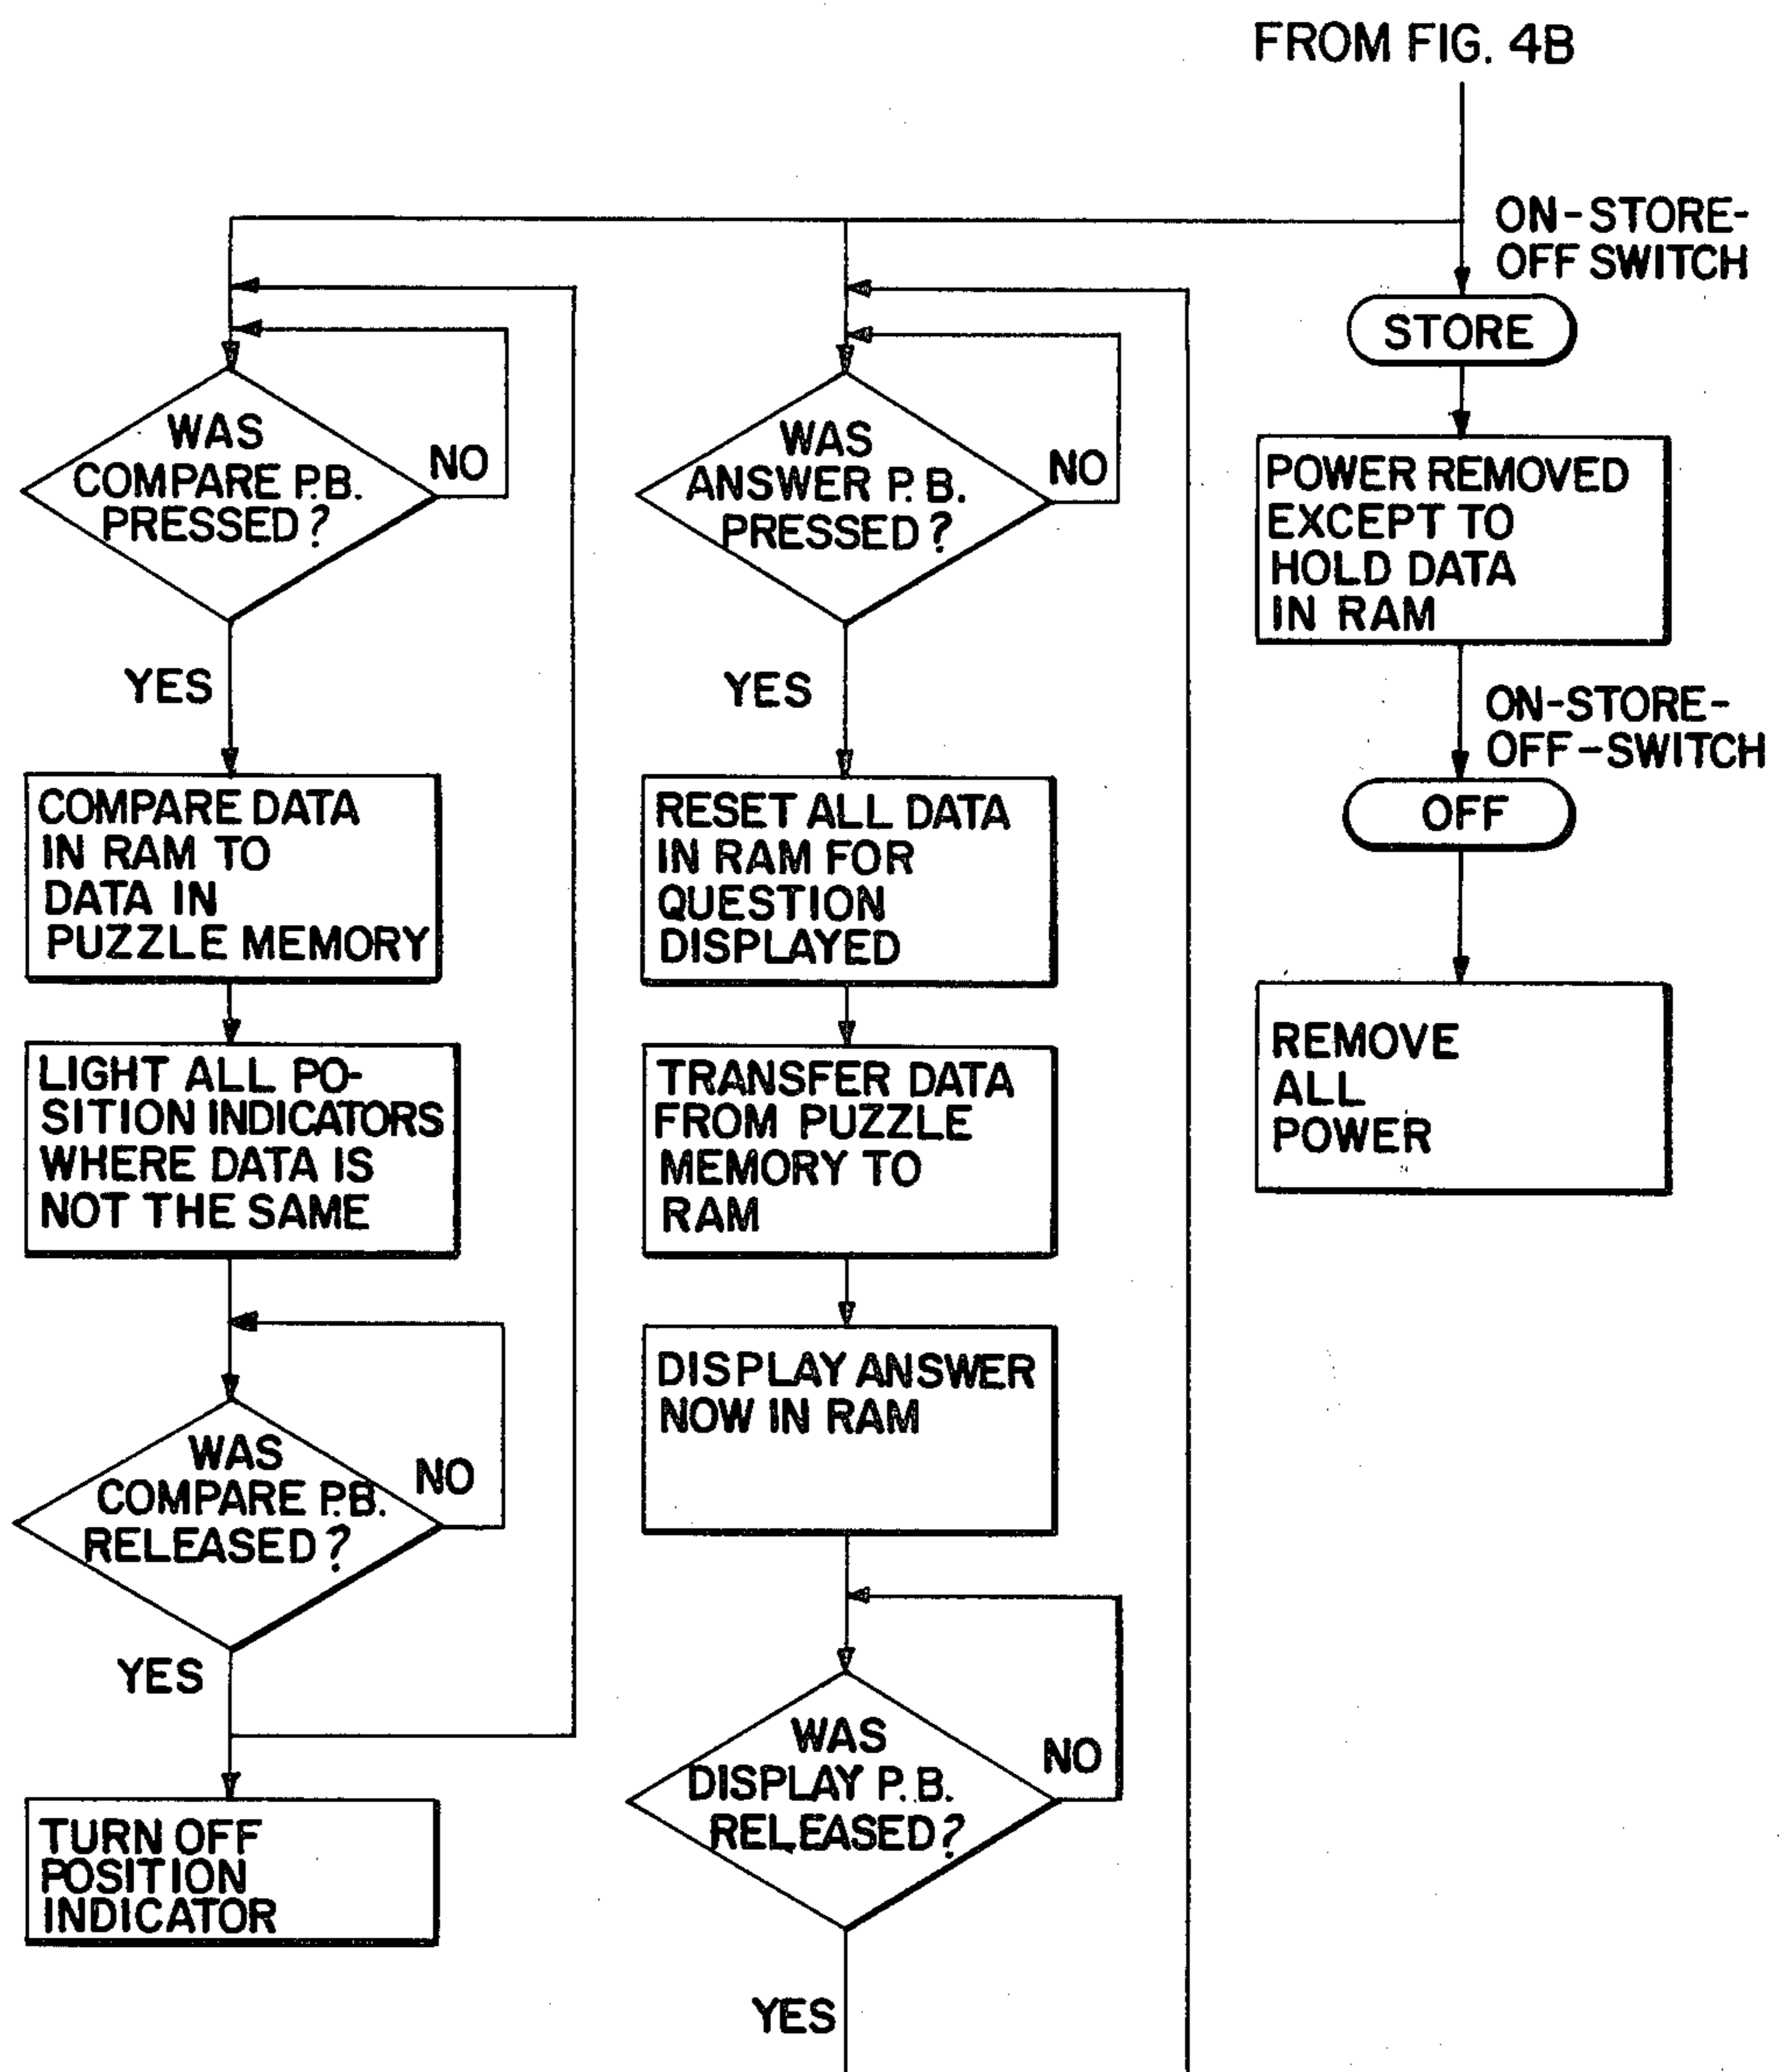 FROM FIG. 4B
ON-STORE-
OFF SWITCH
STORE
WAS
COMPARE P.B.
PRESSED?
NO
YES
COMPARE DATA
IN RAM TO
DATA IN
PUZZLE MEMORY
LIGHT ALL PO-
SITION INDICATORS
WHERE DATA IS
NOT THE SAME
WAS
COMPARE P.B.
RELEASED?
NO
YES
TURN OFF
POSITION
INDICATOR
WAS
ANSWER P.B.
PRESSED?
NO
YES
RESET ALL DATA
IN RAM FOR
QUESTION
DISPLAYED
TRANSFER DATA
FROM PUZZLE
MEMORY TO
RAM
DISPLAY ANSWER
NOW IN RAM
WAS
DISPLAY P.B.
RELEASED?
NO
YES
POWER REMOVED
EXCEPT TO
HOLD DATA
IN RAM
ON-STORE-
OFF-SWITCH
OFF
REMOVE
ALL
POWER